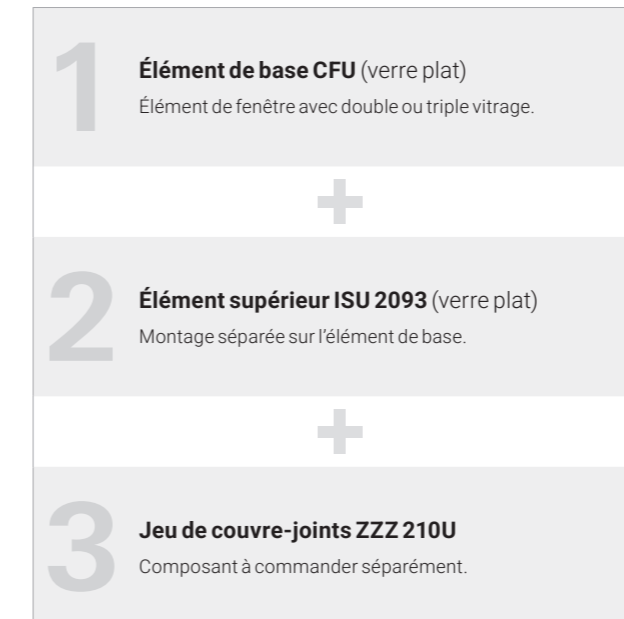 1
Élément de base CFU (verre plat)
Élément de fenêtre avec double ou triple vitrage.
+
2
Élément supérieur ISU 2093 (verre plat)
Montage séparée sur l'élément de base.
+
3
Jeu de couvre-joints ZZZ 210U
Composant à commander séparément.